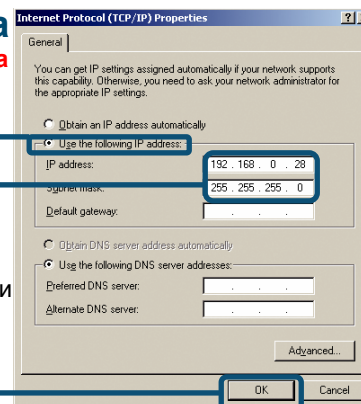 а
а
и
Internet Protocol (TCP/IP) Properties
General
You can get IP settings assigned automatically if your network supports
this capability. Otherwise, you need to ask your network administrator for
the appropriate IP settings.
Obtain an IP address automatically
Use the following IP address:
IP address: 192 . 168 . 0 . 28
Subnet mask: 255 . 255 . 255 . 0
Default gateway: . . .
Obtain DNS server address automatically
Use the following DNS server addresses:
Preferred DNS server: . . .
Alternate DNS server: . . .
Advanced...
OK Cancel